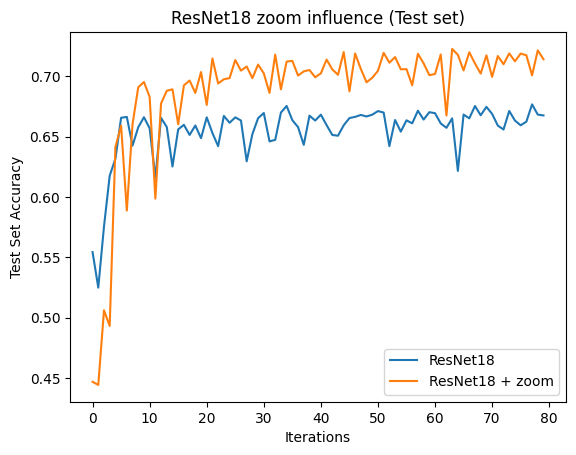 ResNet18 zoom influence (Test set)
Test Set Accuracy
0.70
0.65
0.60
0.55
0.50
0.45
0 10 20 30 40 50 60 70 80
Iterations
ResNet18
ResNet18 + zoom